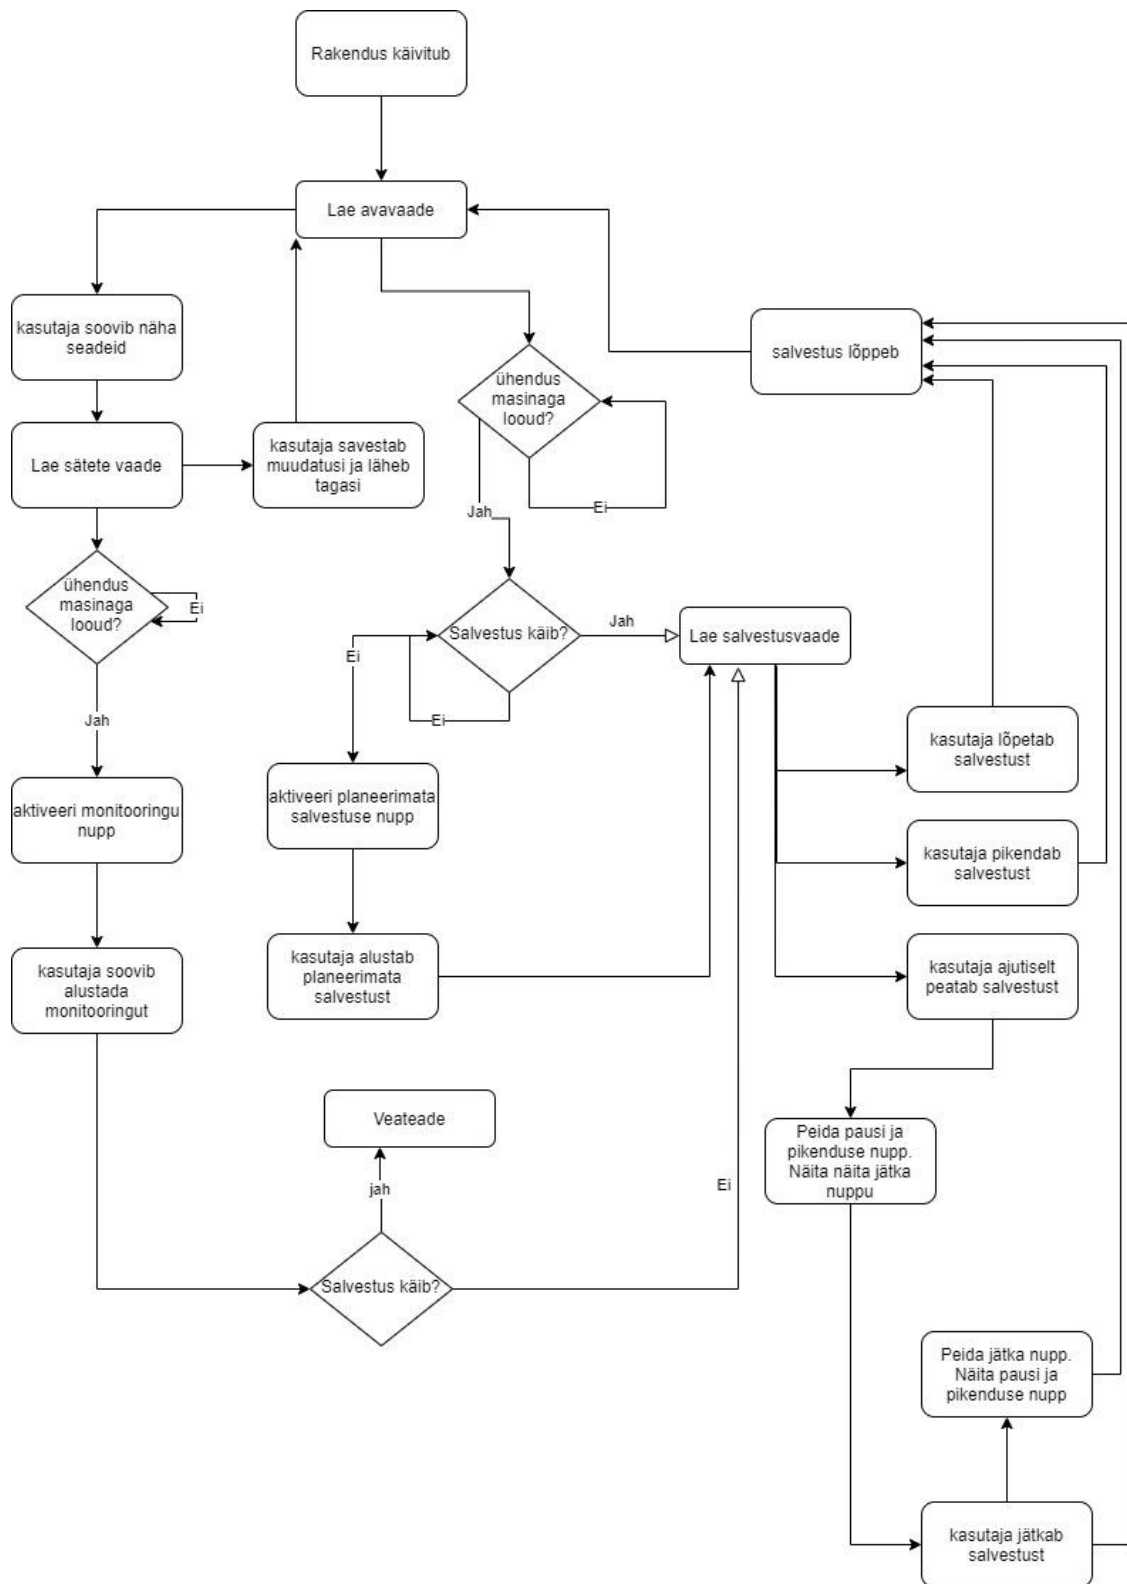 Rakendus käivitub
Lae avavaade
kasutaja soovib näha
seadeid
salvestus lõppeb
ühendus
masinaga
looud?
Lae sätete vaade
kasutaja savestab
muudatusi ja läheb
tagasi
Ei
Jah
ühendus
masinaga
looud?
Ei
Salvestus käib?
Jah
Lae salvestusvaade
Ei
Ei
Jah
kasutaja lõpetab
salvestust
aktiveeri monitooringu
nupp
aktiveeri planeerimata
salvestuse nupp
kasutaja pikendab
salvestust
kasutaja soovib
alustada
monitooringut
kasutaja alustab
planeerimata
salvestust
kasutaja ajutiselt
peatab salvestust
Veateade
Peida pausi ja
pikenduse nupp.
Näita näita jätka
nuppu
jah
Ei
Salvestus käib?
Peida jätka nupp.
Näita pausi ja
pikenduse nupp
kasutaja jätkab
salvestust